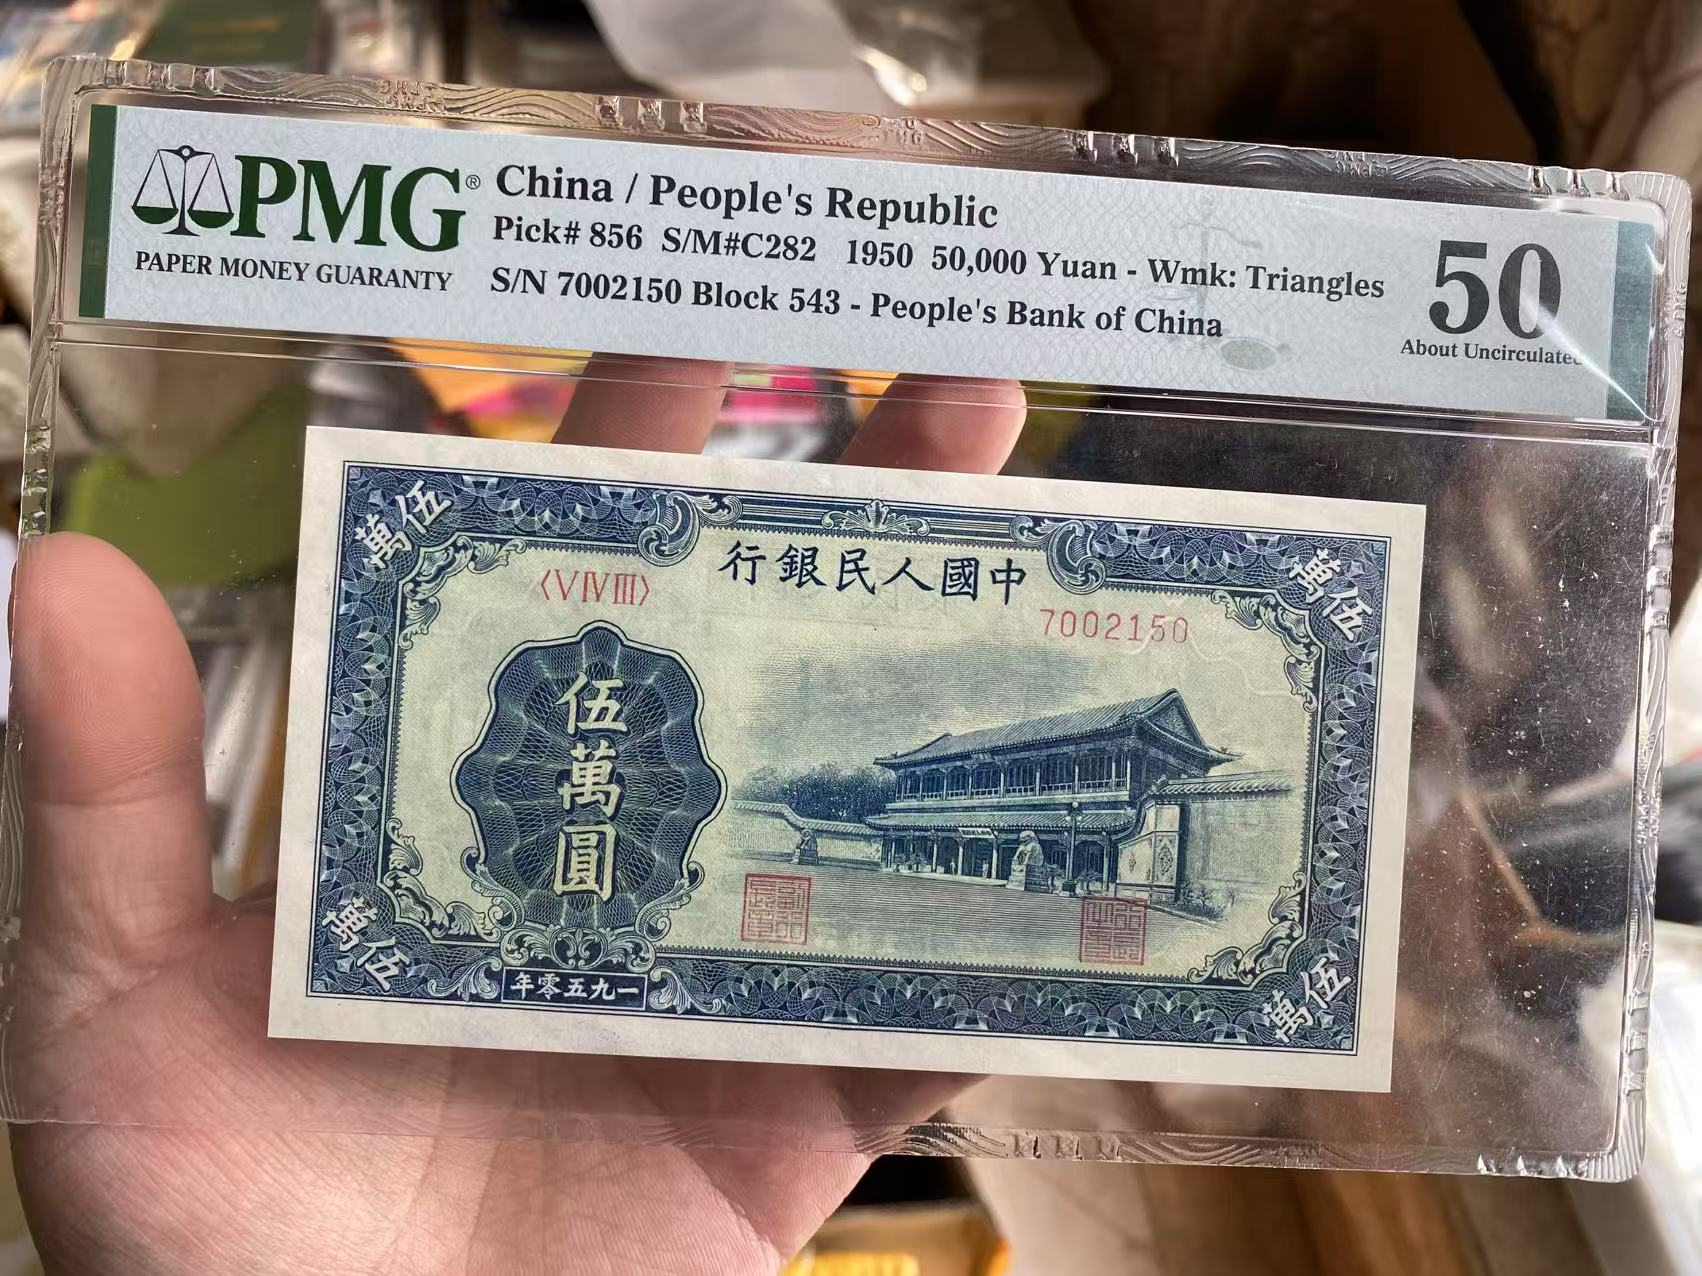 PMG® China / People's Republic
Pick# 856 S/M#C282 1950 50,000 Yuan - Wmk: Triangles
50
PAPER MONEY GUARANTY
S/N 7002150 Block 543 - People's Bank of China
About Uncirculated
萬伍
行銀民人國中
萬伍
〈VIVIII〉
7002150
伍萬圓
萬伍
年零五九一
萬伍